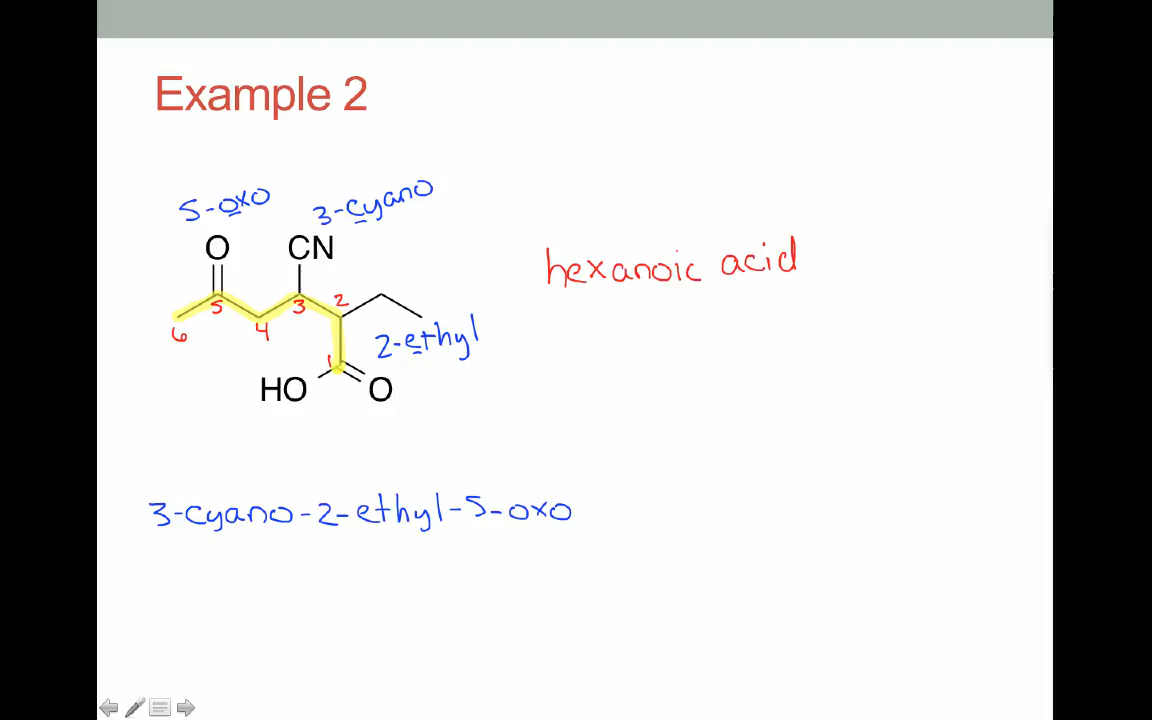 Example 2
5-oxo
3-cyano
O
CN
hexanoic acid
6
5
4
3
2
2-ethyl
1
HO
O
3-cyano-2-ethyl-5-oxo